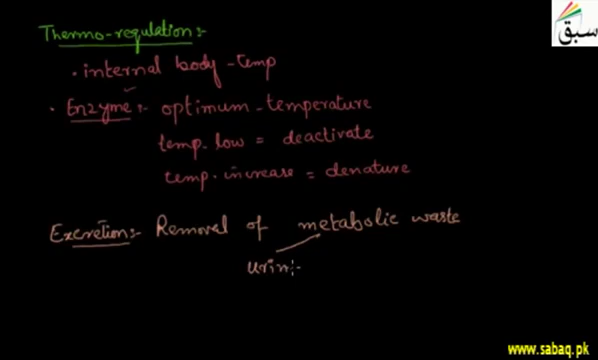 سبق
Thermo-regulation:-
• internal body-temp
• Enzyme:- optimum-temperature
temp. low = deactivate
temp. increase = denature
Excretion:- Removal of metabolic waste
urin:-
www.sabaq.pk